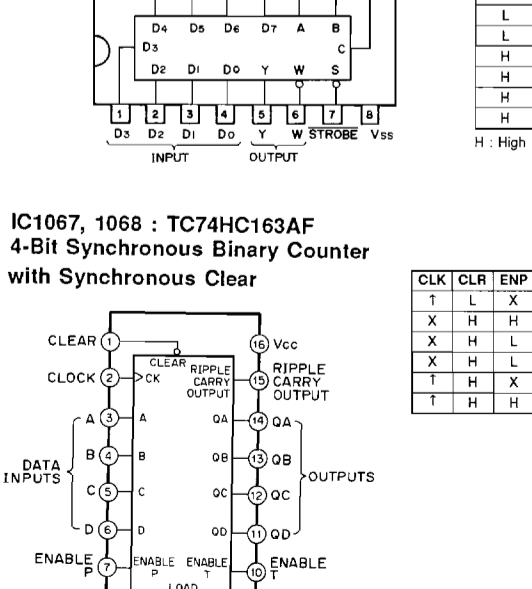 L
D4 D5 D6 D7 A B
L
D3 C
H
D2 D1 D0 Y W S
H
H
1 2 3 4 5 6 7 8
H
D3 D2 D1 D0 Y W STROBE Vss
H : High
INPUT OUTPUT
IC1067, 1068 : TC74HC163AF
4-Bit Synchronous Binary Counter
with Synchronous Clear
CLK CLR ENP
↑ L X
X H H
X H L
X H L
↑ H X
↑ H H
CLEAR 1 16 Vcc
CLEAR
RIPPLE
CARRY
OUTPUT
CLOCK 2 CK 15
RIPPLE
CARRY
OUTPUT
A 3 A QA 14 QA
DATA
INPUTS
B 4 B QB 13 QB
OUTPUTS
C 5 C QC 12 QC
D 6 D QD 11 QD
ENABLE
P
7
ENABLE
P
ENABLE
T
10
ENABLE
T
LOAD